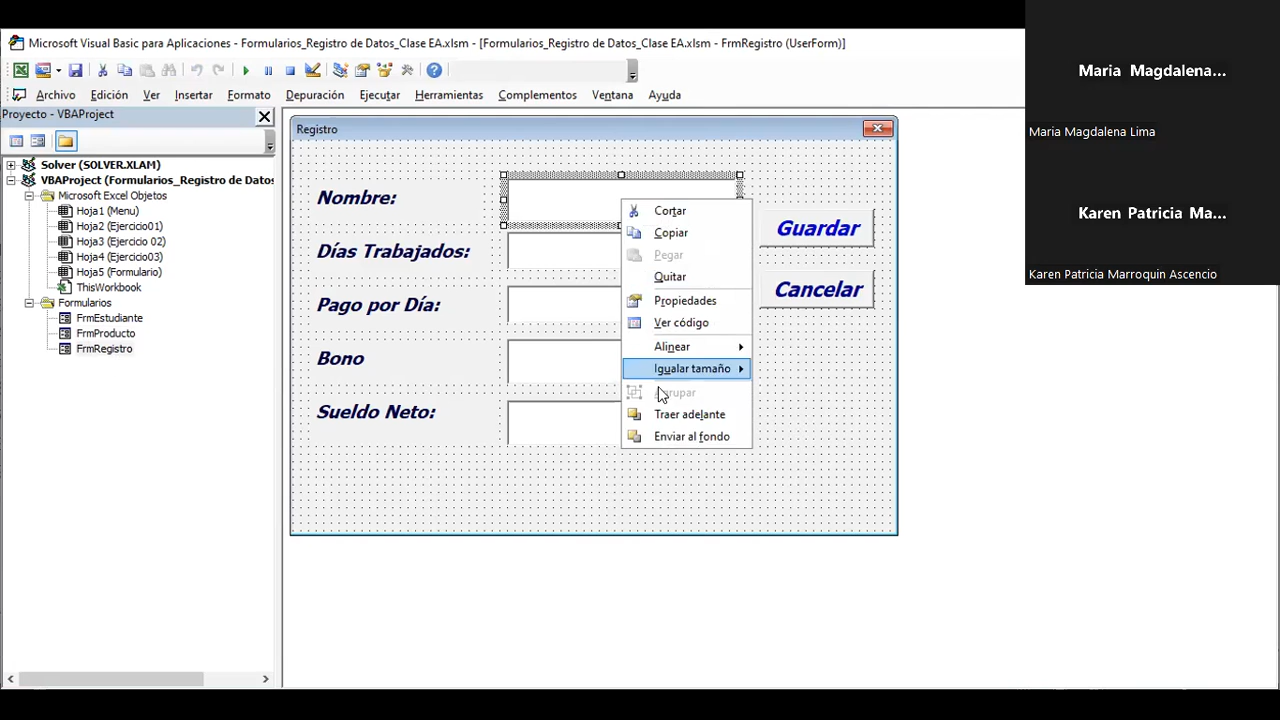 Microsoft Visual Basic para Aplicaciones - Formularios_Registro de Datos_Clase EA.xlsm - [Formularios_Registro de Datos_Clase EA.xlsm - FrmRegistro (UserForm)]
Archivo Edición Ver Insertar Formato Depuración Ejecutar Herramientas Complementos Ventana Ayuda
Proyecto - VBAProject
Solver (SOLVER.XLAM)
VBAProject (Formularios_Registro de Datos
Microsoft Excel Objetos
Hoja1 (Menu)
Hoja2 (Ejercicio01)
Hoja3 (Ejercicio 02)
Hoja4 (Ejercicio03)
Hoja5 (Formulario)
ThisWorkbook
Formularios
FrmEstudiante
FrmProducto
FrmRegistro
Registro
Nombre:
Días Trabajados:
Pago por Día:
Bono
Sueldo Neto:
Cortar
Copiar
Pegar
Quitar
Propiedades
Ver código
Alinear
Igualar tamaño
Agrupar
Traer adelante
Enviar al fondo
Guardar
Cancelar
Maria Magdalena...
Maria Magdalena Lima
Karen Patricia Ma...
Karen Patricia Marroquin Ascencio